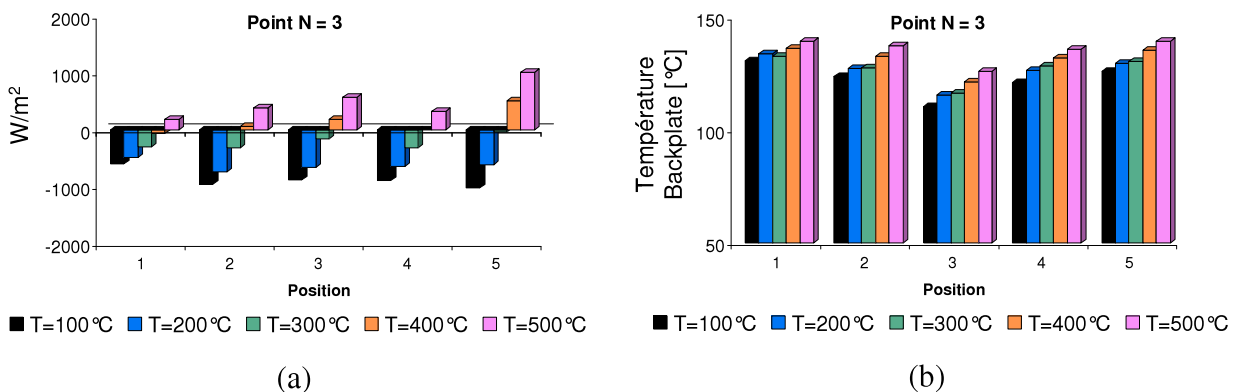 Point N = 3
2000
1000
0
-1000
-2000
W/m²
1 2 3 4 5
Position
T=100°C T=200°C T=300°C T=400°C T=500°C
(a)
Point N = 3
150
100
50
Température
Backplate [°C]
1 2 3 4 5
Position
T=100°C T=200°C T=300°C T=400°C T=500°C
(b)